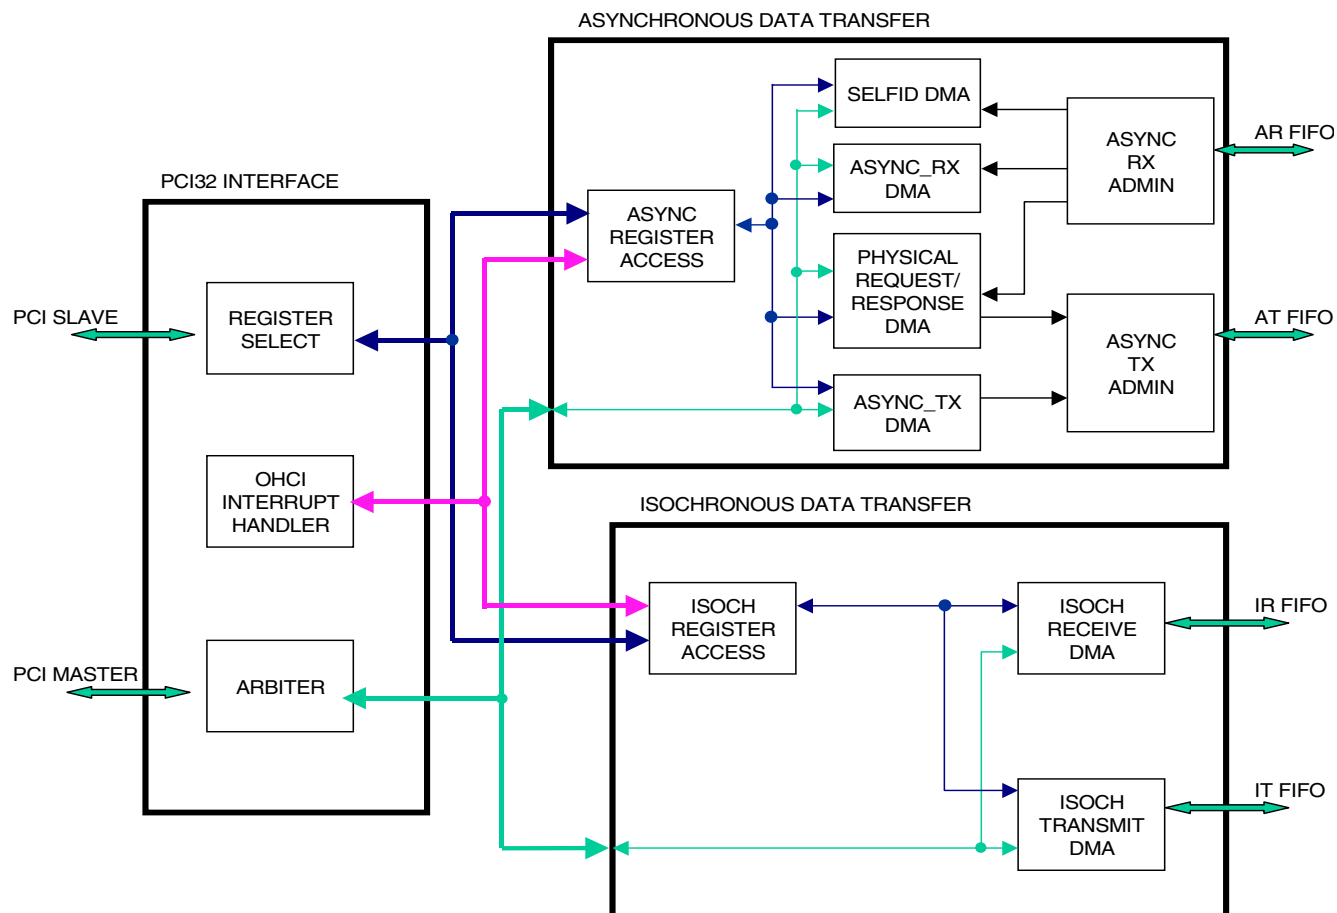 ASYNCHRONOUS DATA TRANSFER
SELFID DMA
ASYNC
RX
ADMIN
AR FIFO
ASYNC_RX
DMA
PCI32 INTERFACE
ASYNC
REGISTER
ACCESS
PHYSICAL
REQUEST/
RESPONSE
DMA
PCI SLAVE
REGISTER
SELECT
ASYNC
TX
ADMIN
AT FIFO
ASYNC_TX
DMA
OHCI
INTERRUPT
HANDLER
ISOCHRONOUS DATA TRANSFER
ISOCH
REGISTER
ACCESS
ISOCH
RECEIVE
DMA
IR FIFO
PCI MASTER
ARBITER
ISOCH
TRANSMIT
DMA
IT FIFO